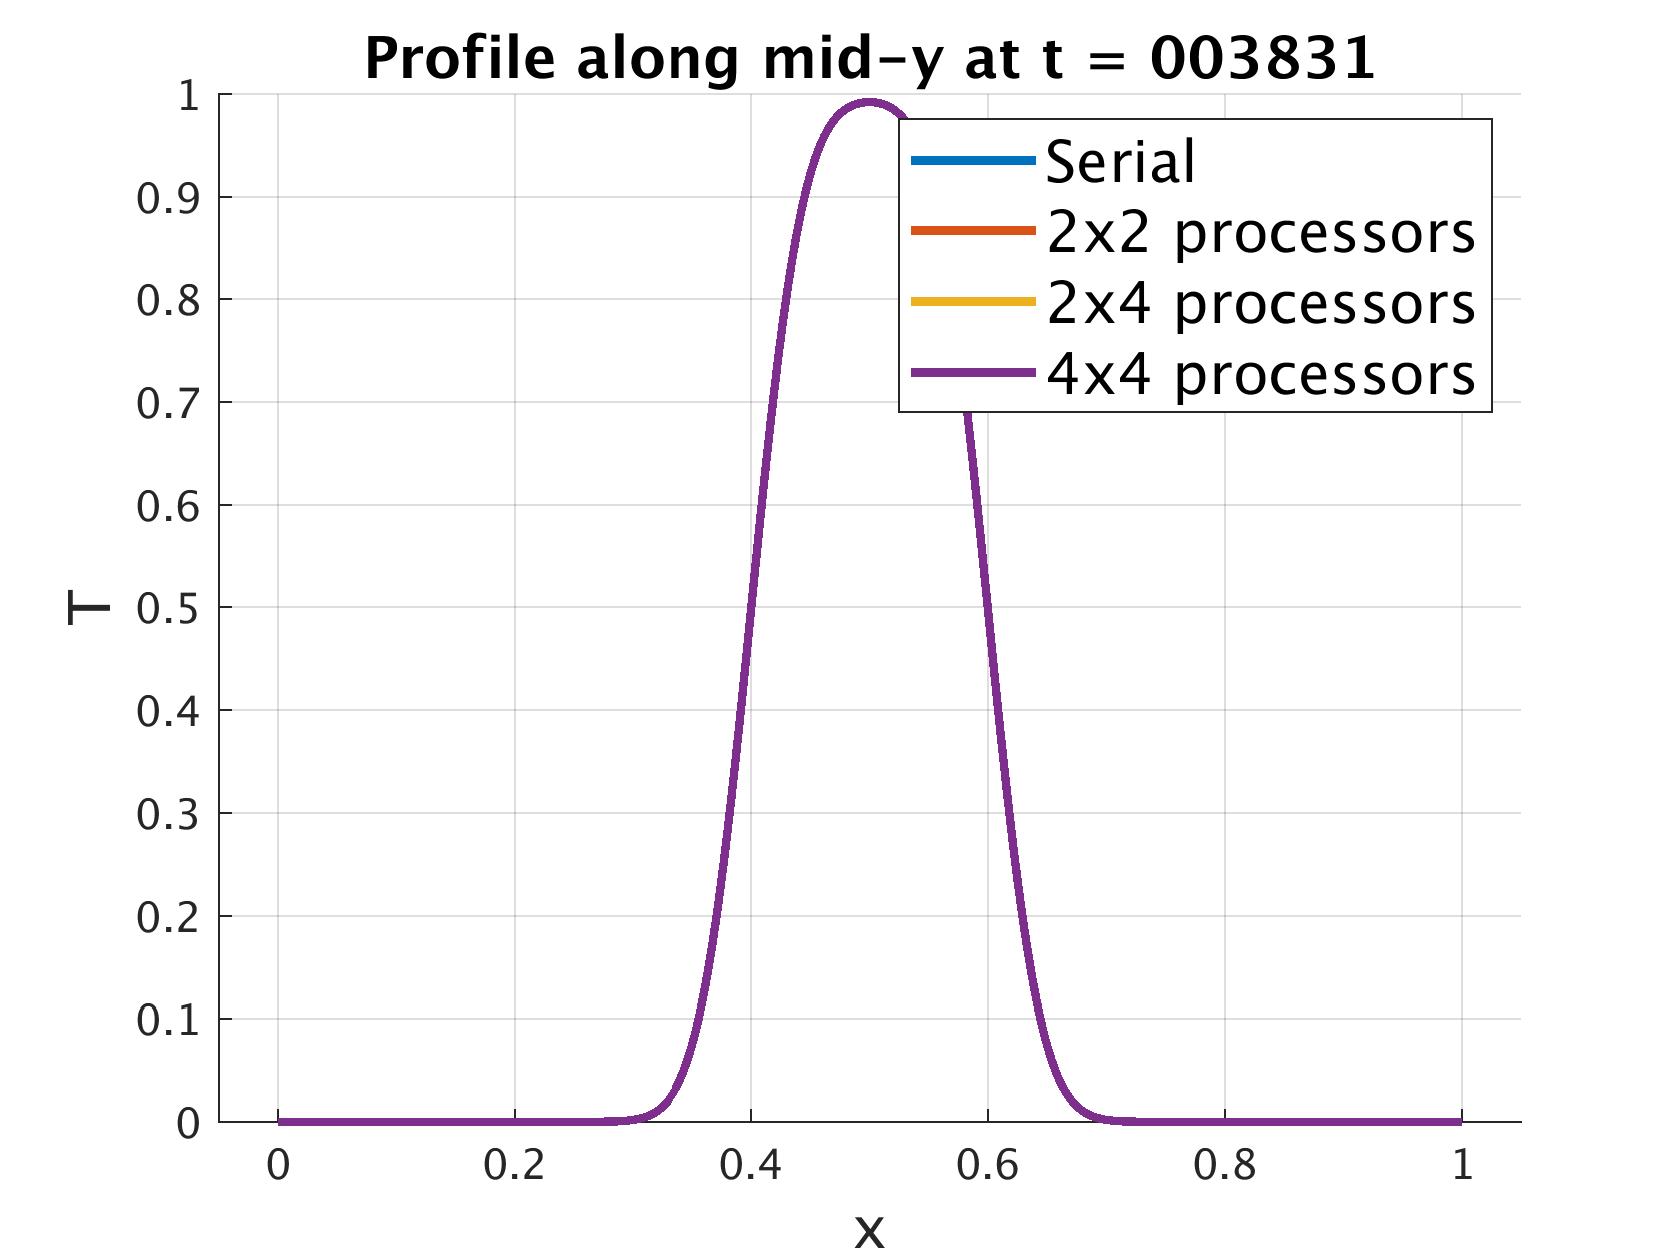 Profile along mid-y at t = 003831
1
0.9
0.8
0.7
0.6
0.5
0.4
0.3
0.2
0.1
0
T
Serial
2x2 processors
2x4 processors
4x4 processors
0 0.2 0.4 0.6 0.8 1
x